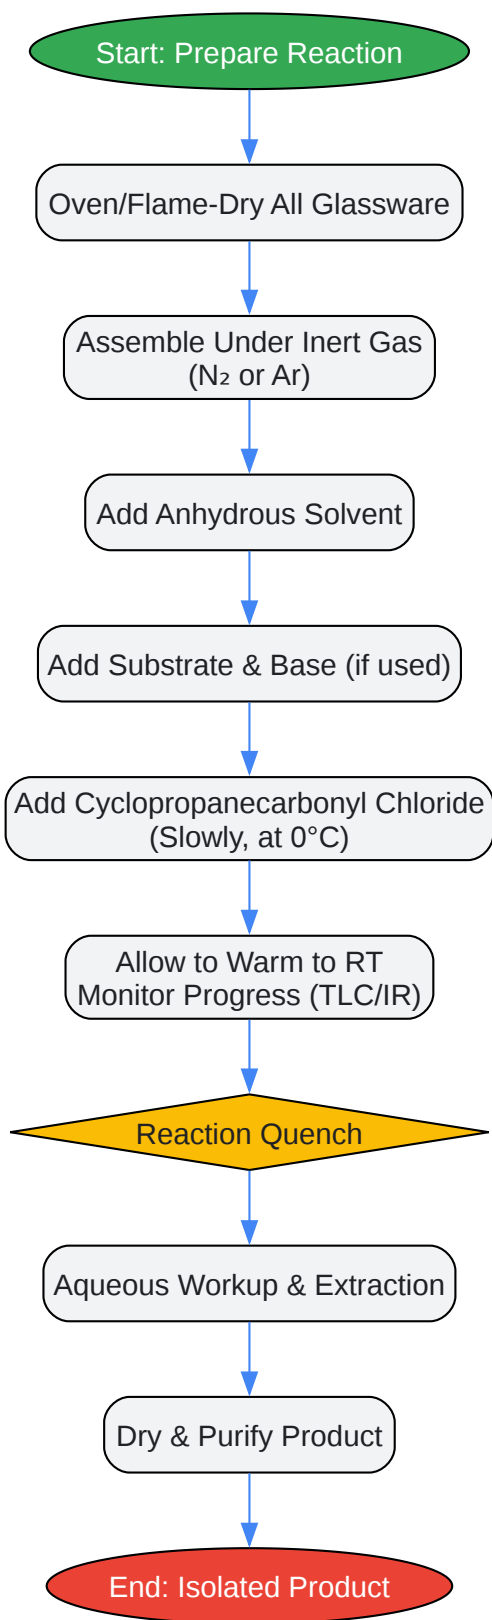 Start: Prepare Reaction
Oven/Flame-Dry All Glassware
Assemble Under Inert Gas
(N₂ or Ar)
Add Anhydrous Solvent
Add Substrate & Base (if used)
Add Cyclopropanecarbonyl Chloride
(Slowly, at 0°C)
Allow to Warm to RT
Monitor Progress (TLC/IR)
Reaction Quench
Aqueous Workup & Extraction
Dry & Purify Product
End: Isolated Product